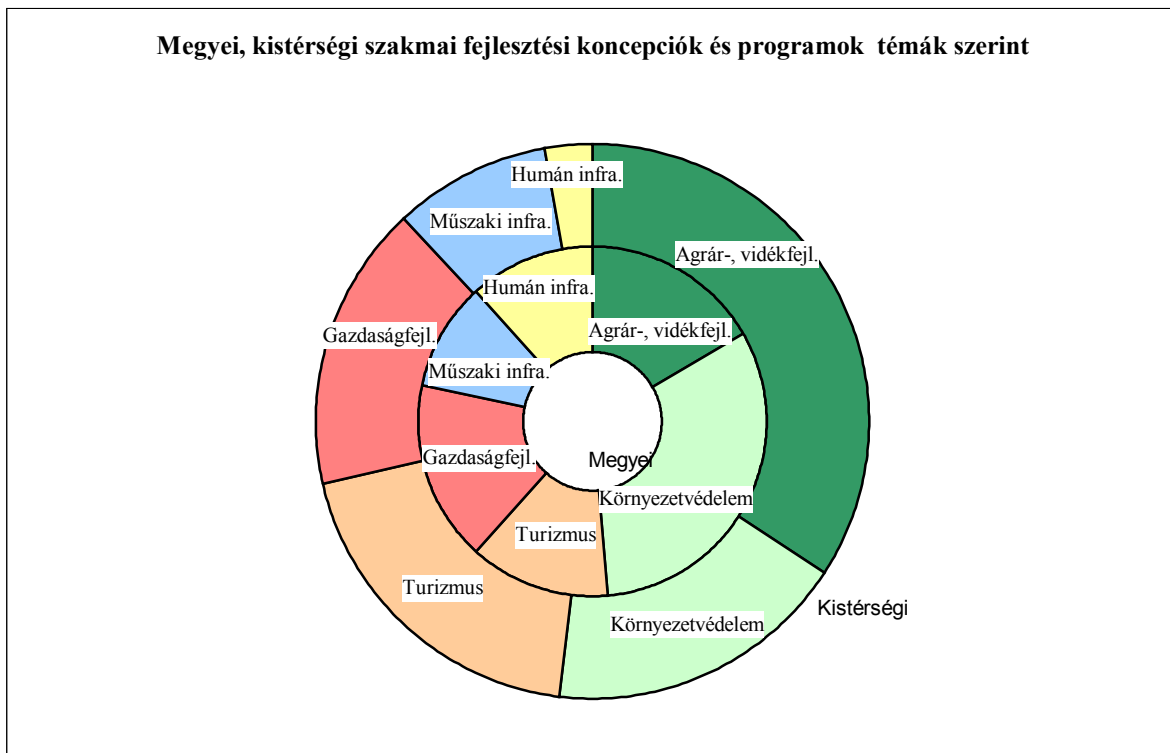 Megyei, kistérségi szakmai fejlesztési koncepciók és programok témák szerint
Humán infra.
Műszaki infra.
Agrár-, vidékfejl.
Humán infra.
Agrár-, vidékfejl.
Gazdaságfejl.
Műszaki infra.
Gazdaságfejl.
Megyei
Környezetvédelem
Turizmus
Turizmus
Kistérségi
Környezetvédelem